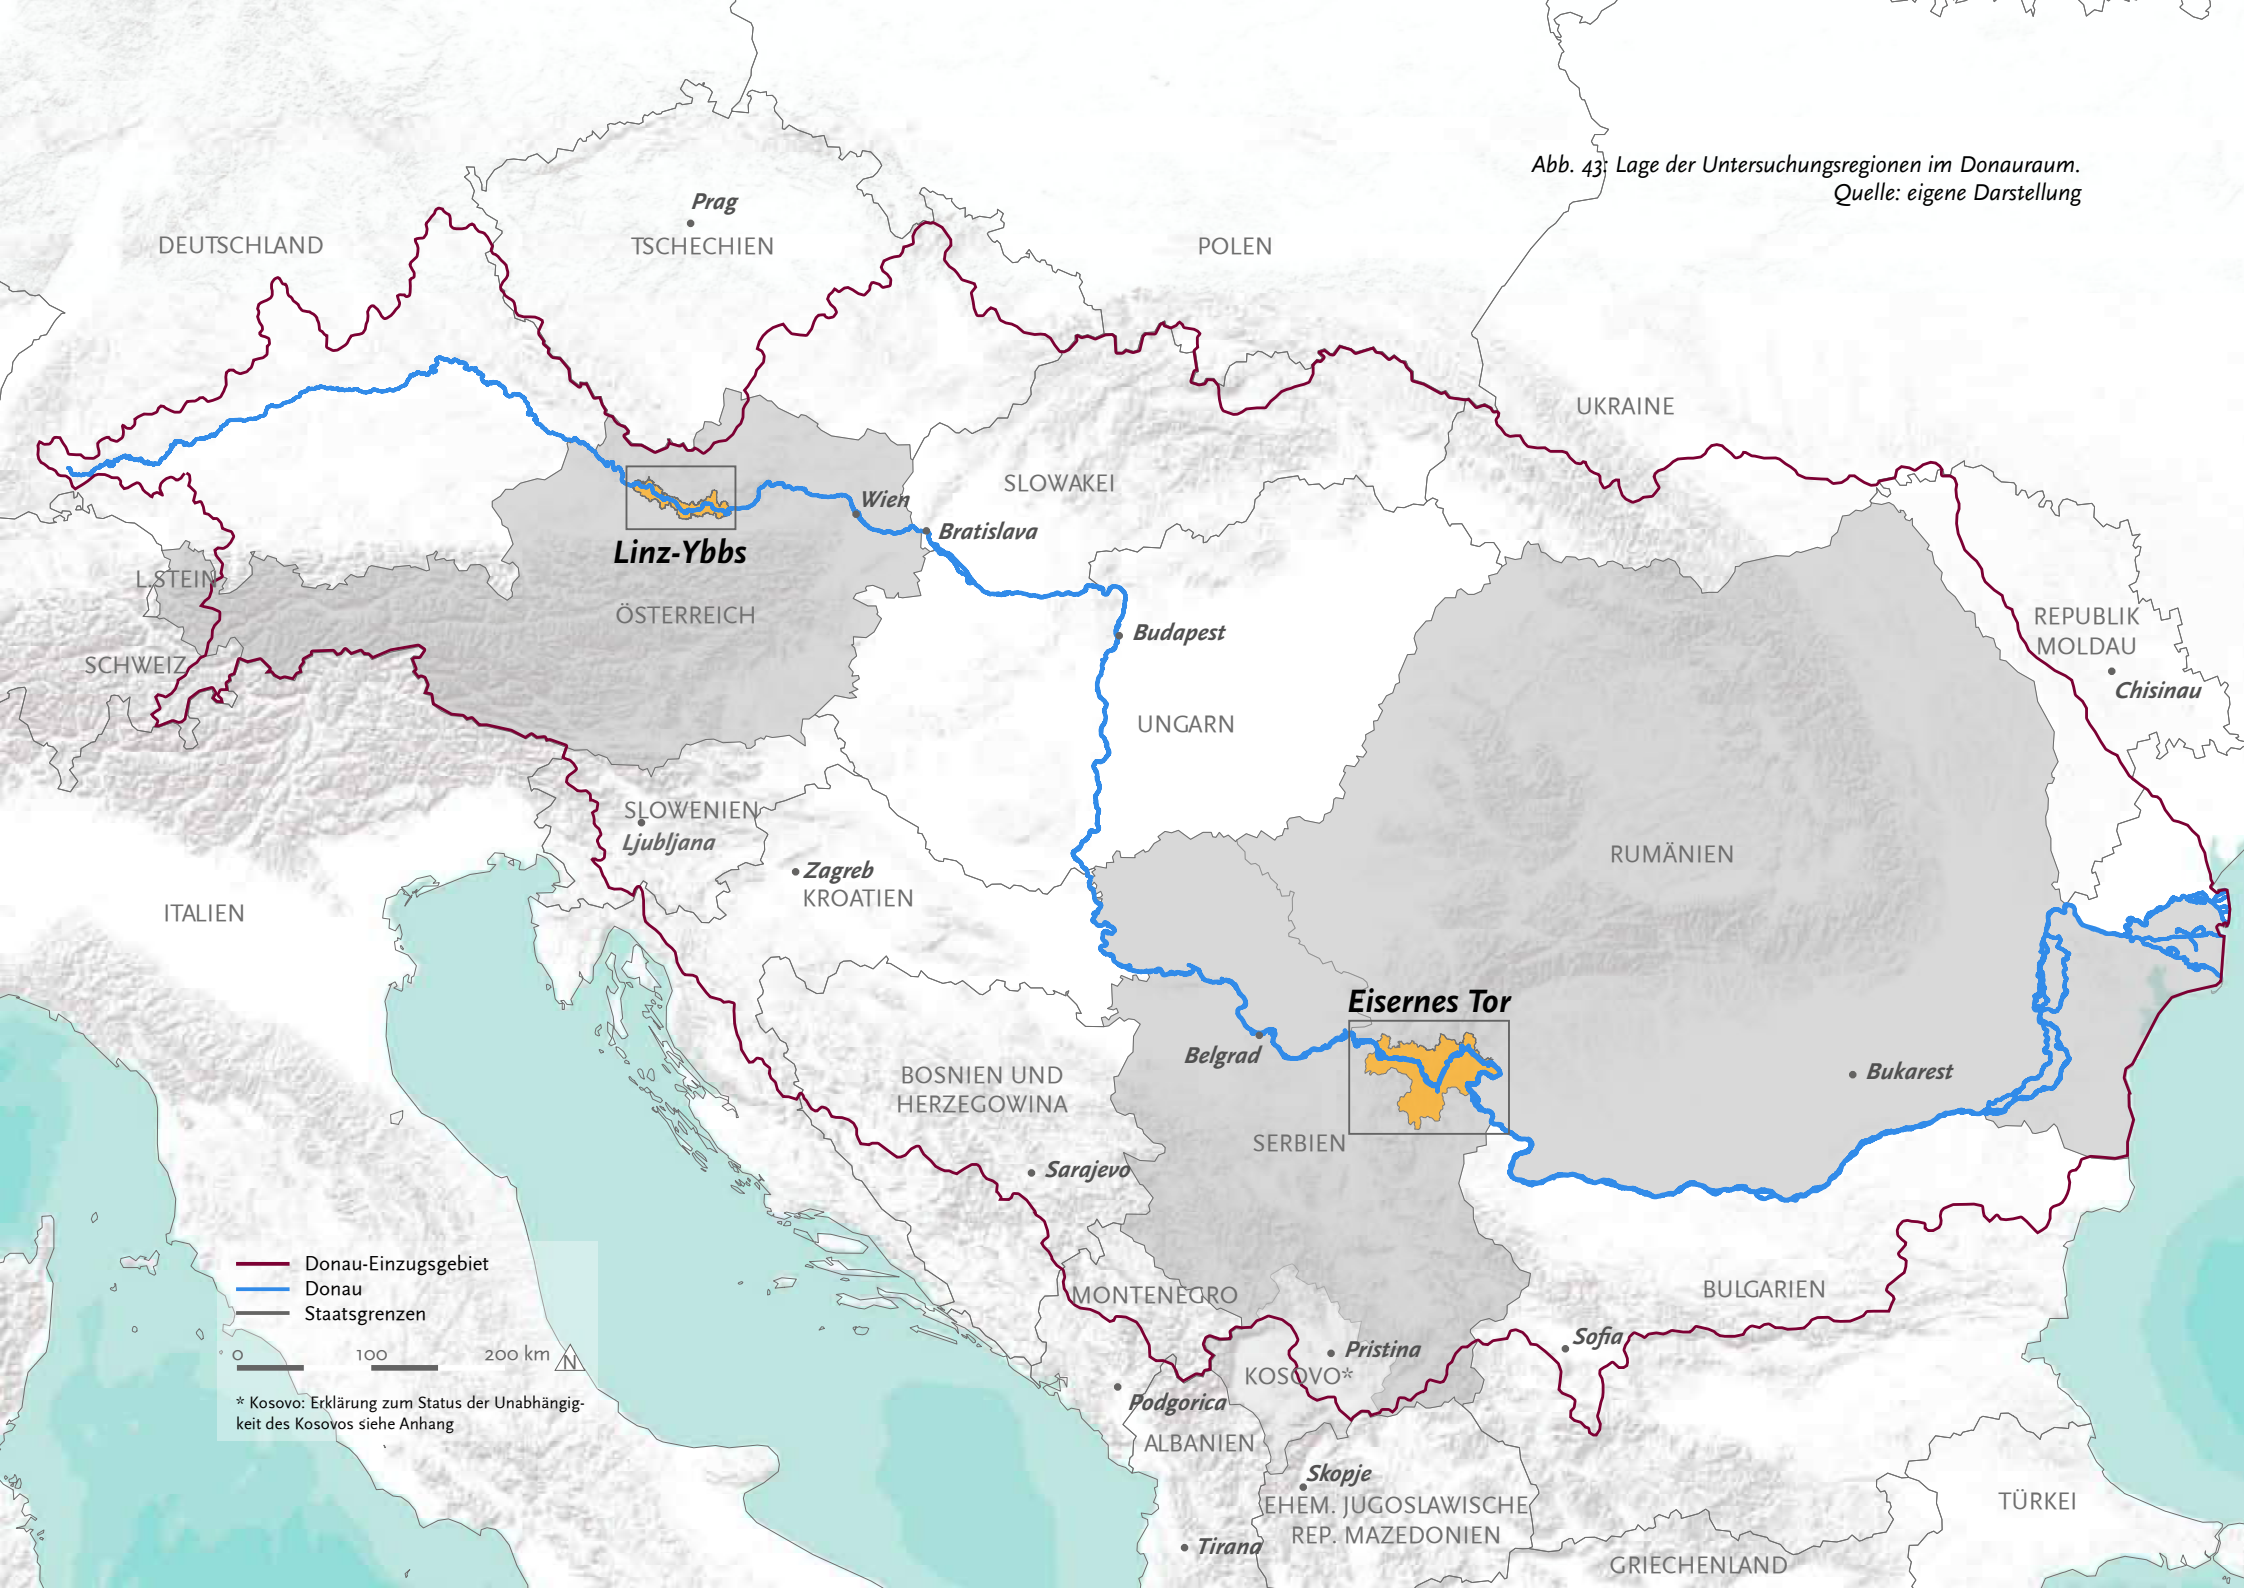 Abb. 43: Lage der Untersuchungsregionen im Donauraum.
Quelle: eigene Darstellung
Prag
DEUTSCHLAND
TSCHECHIEN
POLEN
UKRAINE
SLOWAKEI
Wien
Bratislava
Linz-Ybbs
L.STEIN
ÖSTERREICH
REPUBLIK
MOLDAU
Budapest
SCHWEIZ
Chisinau
UNGARN
SLOWENIEN
Ljubljana
RUMÄNIEN
Zagreb
KROATIEN
ITALIEN
Eisernes Tor
Belgrad
BOSNIEN UND
HERZEGOWINA
Bukarest
SERBIEN
Sarajevo
Donau-Einzugsgebiet
Donau
Staatsgrenzen
MONTENEGRO
BULGARIEN
Sofia
Pristina
KOSOVO*
0 100 200 km N
Podgorica
* Kosovo: Erklärung zum Status der Unabhängig-
keit des Kosovos siehe Anhang
ALBANIEN
Skopje
EHEM. JUGOSLAWISCHE
REP. MAZEDONIEN
TÜRKEI
Tirana
GRIECHENLAND